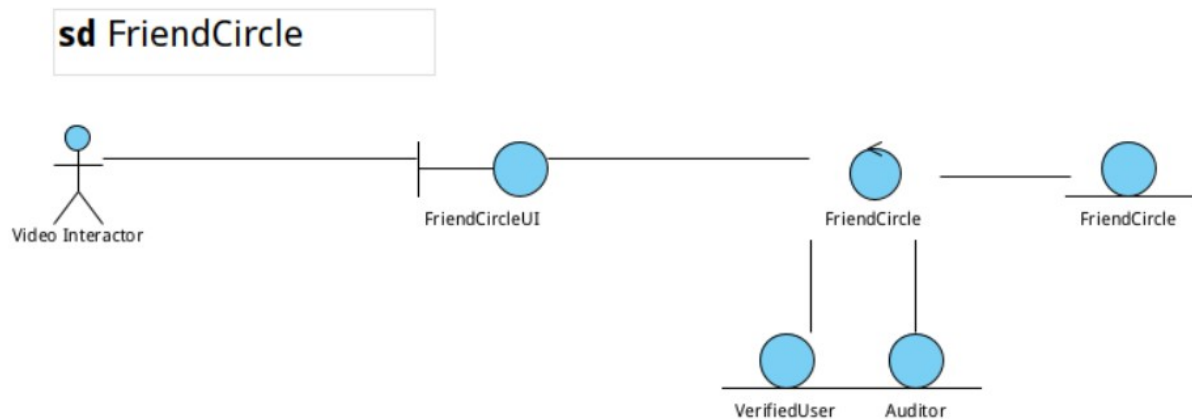 sd FriendCircle
Video Interactor
FriendCircleUI
FriendCircle
FriendCircle
VerifiedUser
Auditor